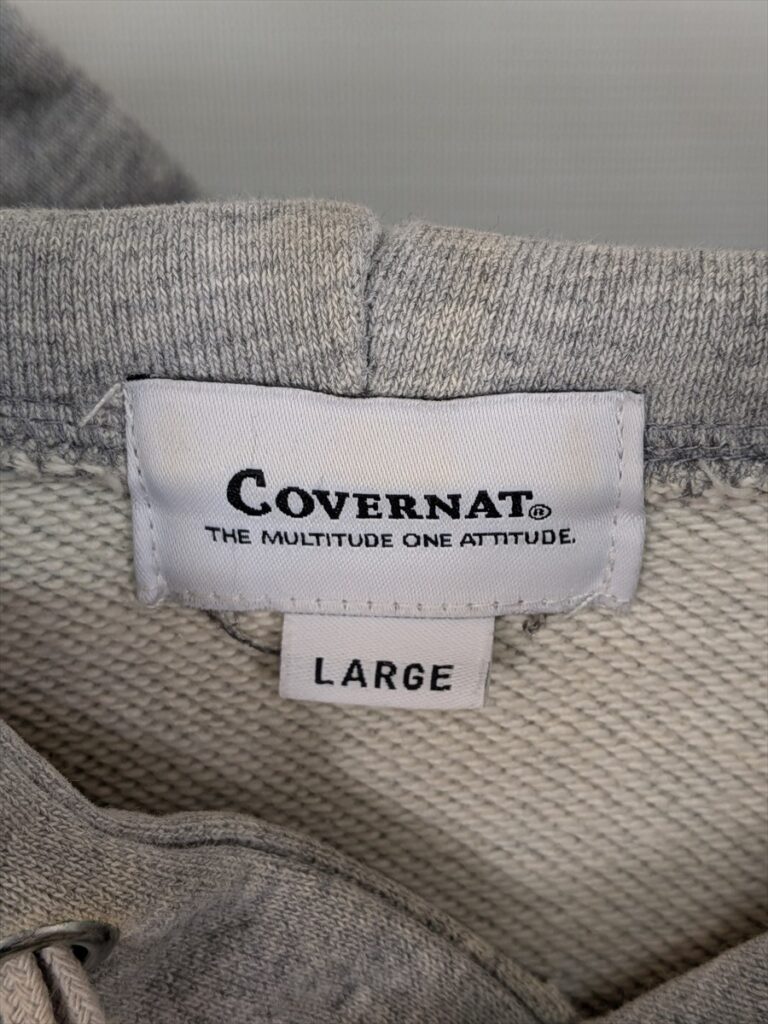 COVERNAT®
THE MULTITUDE ONE ATTITUDE.
LARGE